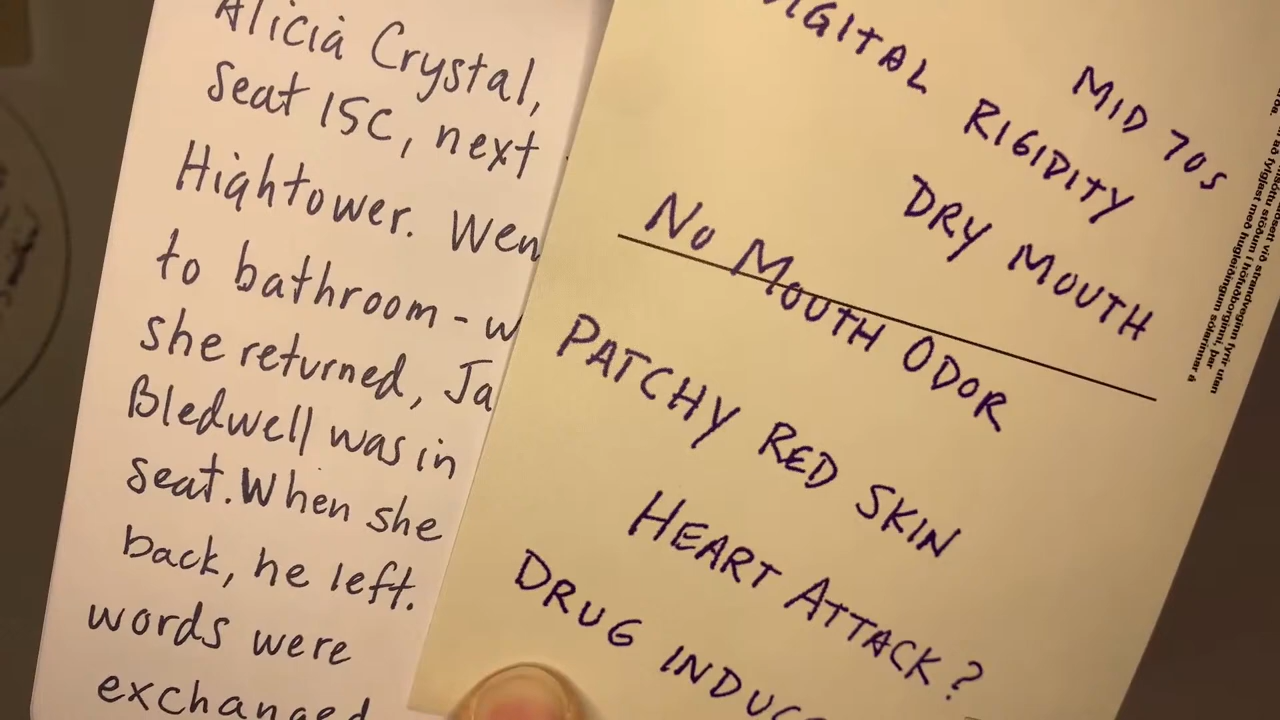 Alicia Crystal,
Seat 15C, next
Hightower. Wen
to bathroom - w
she returned, Ja
Bledwell was in
seat. When she
back, he left.
words were
exchanged
DIGITAL RIGIDITY
MID 70s
DRY MOUTH
NO MOUTH ODOR
PATCHY RED SKIN
HEART ATTACK?
DRUG INDUC